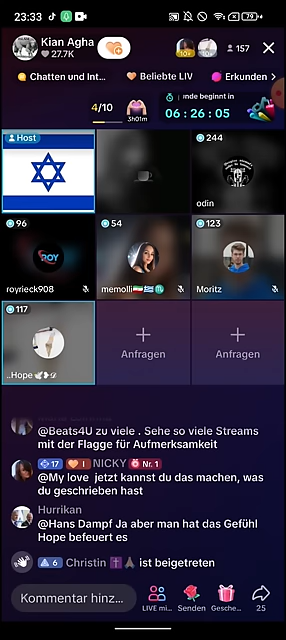 23:33
79
Kian Agha
27.7K
157
Chatten und Int...
Beliebte LIV
Erkunden
4/10
3h01m
nde beginnt in
06 : 26 : 05
Host
244
odin
96
ROY
royrieck908
54
memolli
123
Moritz
117
..Hope
Anfragen
Anfragen
@Beats4U zu viele . Sehe so viele Streams
mit der Flagge für Aufmerksamkeit
17 I NICKY Nr. 1
@My love jetzt kannst du das machen, was
du geschrieben hast
Hurrikan
@Hans Dampf Ja aber man hat das Gefühl
Hope befeuert es
6 Christin ist beigetreten
Kommentar hinz...
LIVE mi...
Senden
Gesche...
25